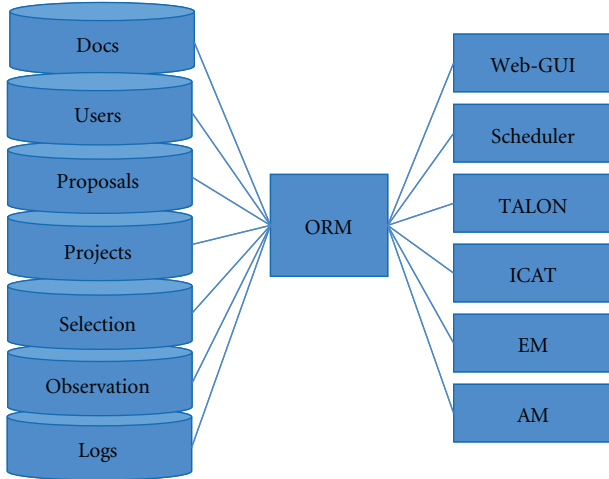 Docs
Users
Proposals
Projects
Selection
Observation
Logs
ORM
Web-GUI
Scheduler
TALON
ICAT
EM
AM